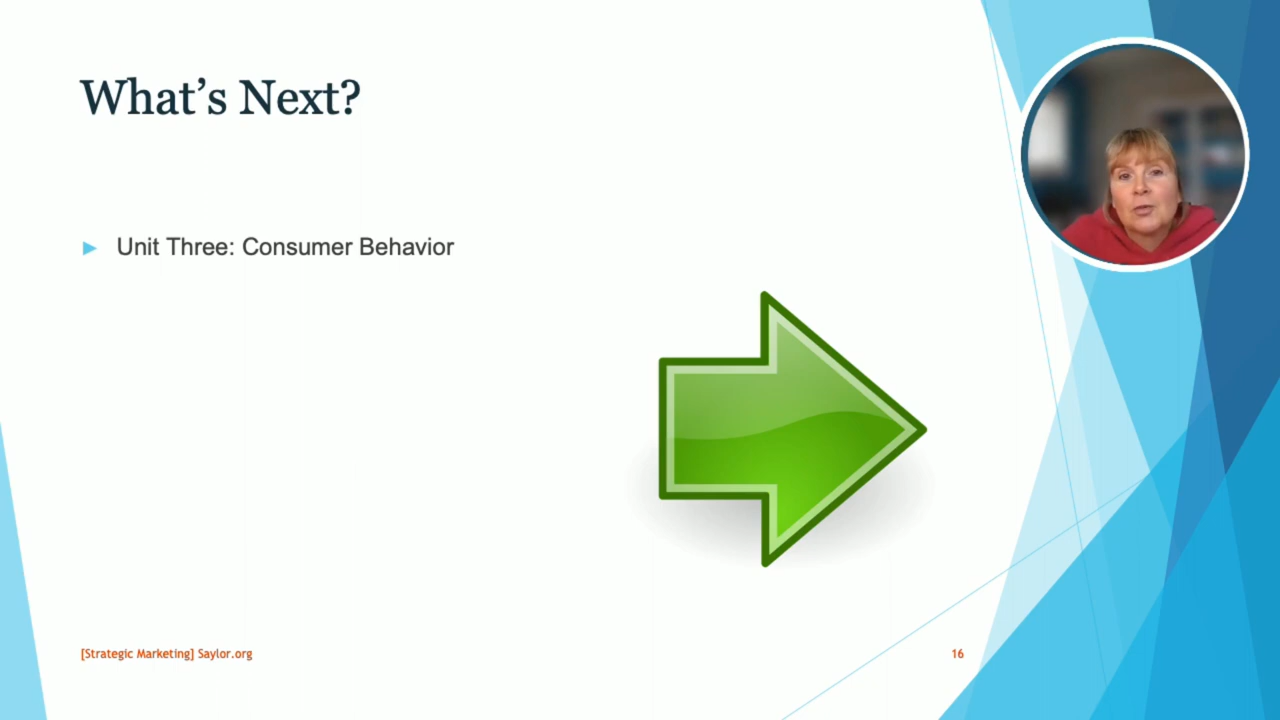 What’s Next?
Unit Three: Consumer Behavior
[Strategic Marketing] Saylor.org
16